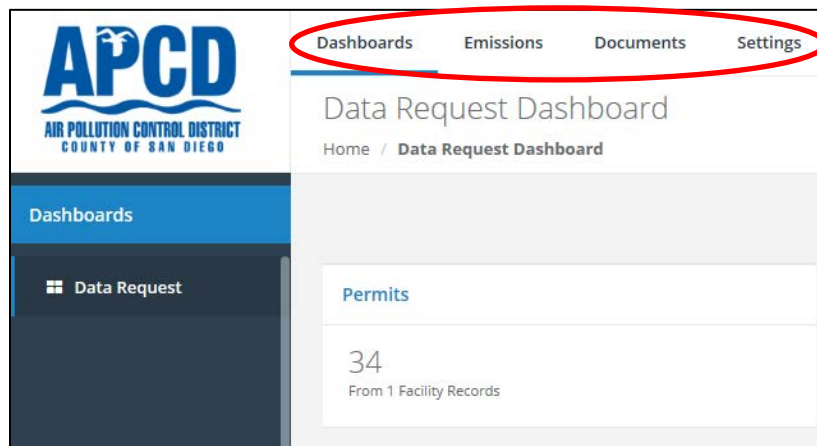 APCD
AIR POLLUTION CONTROL DISTRICT
COUNTY OF SAN DIEGO
Dashboards Emissions Documents Settings
Data Request Dashboard
Home / Data Request Dashboard
Dashboards
Data Request
Permits
34
From 1 Facility Records